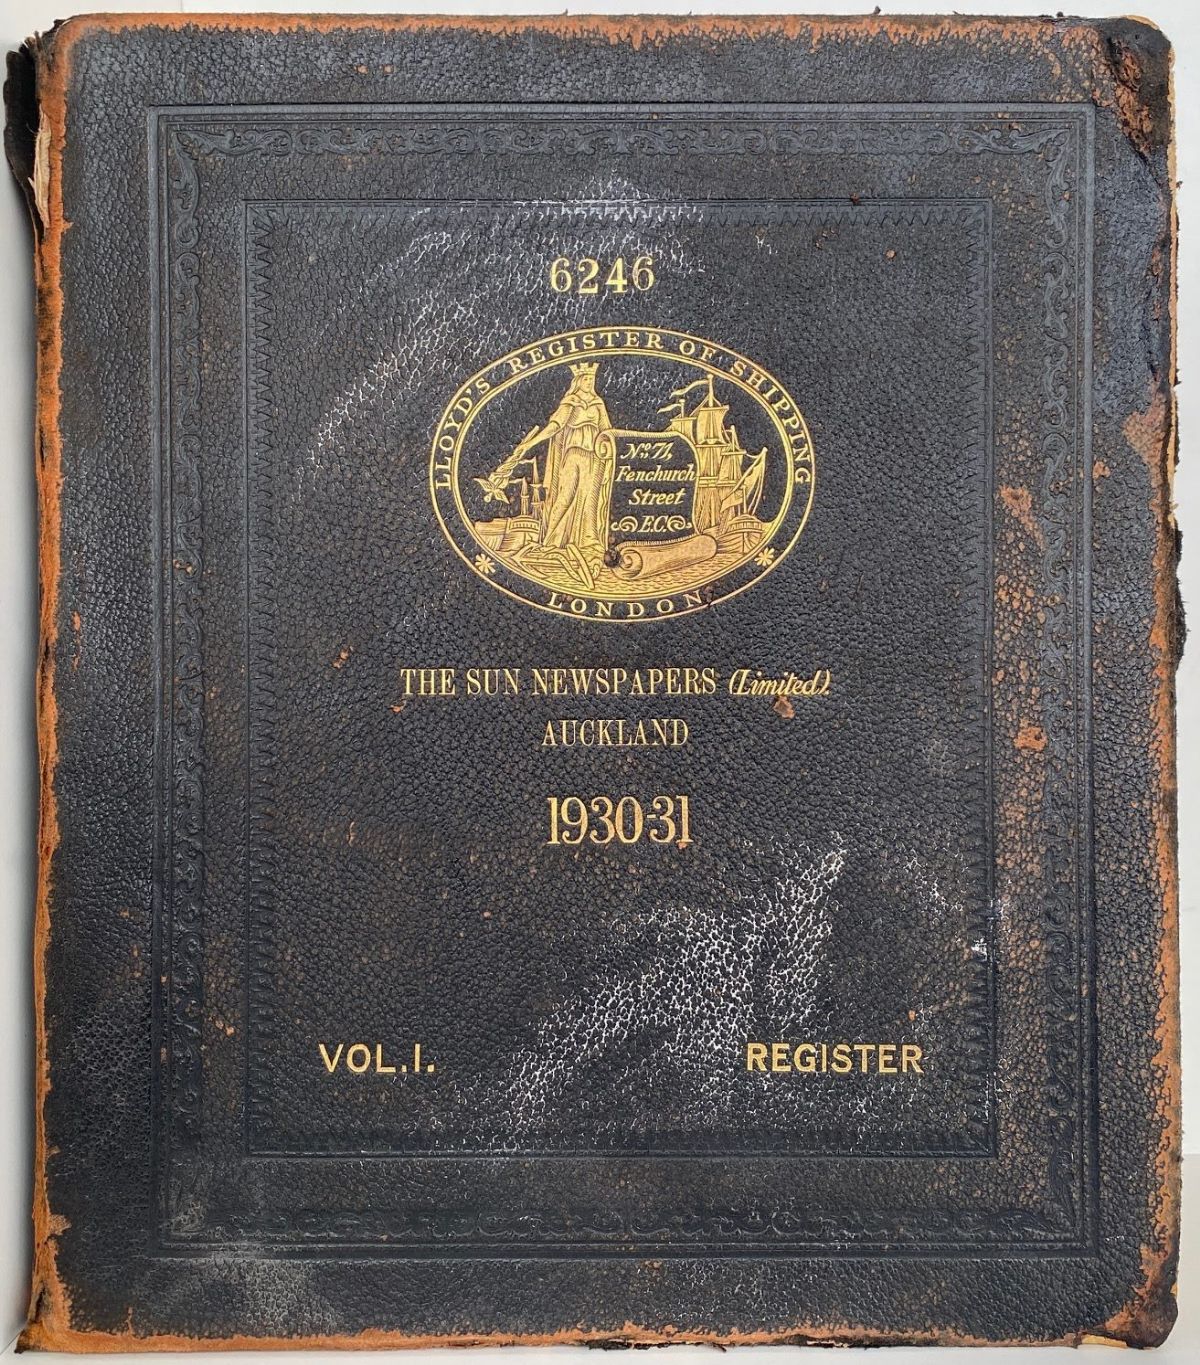 6246
LLOYD'S REGISTER OF SHIPPING
No. 71,
Fenchurch
Street
E.C.
LONDON
THE SUN NEWSPAPERS (Limited).
AUCKLAND
1930-31
VOL.I. REGISTER